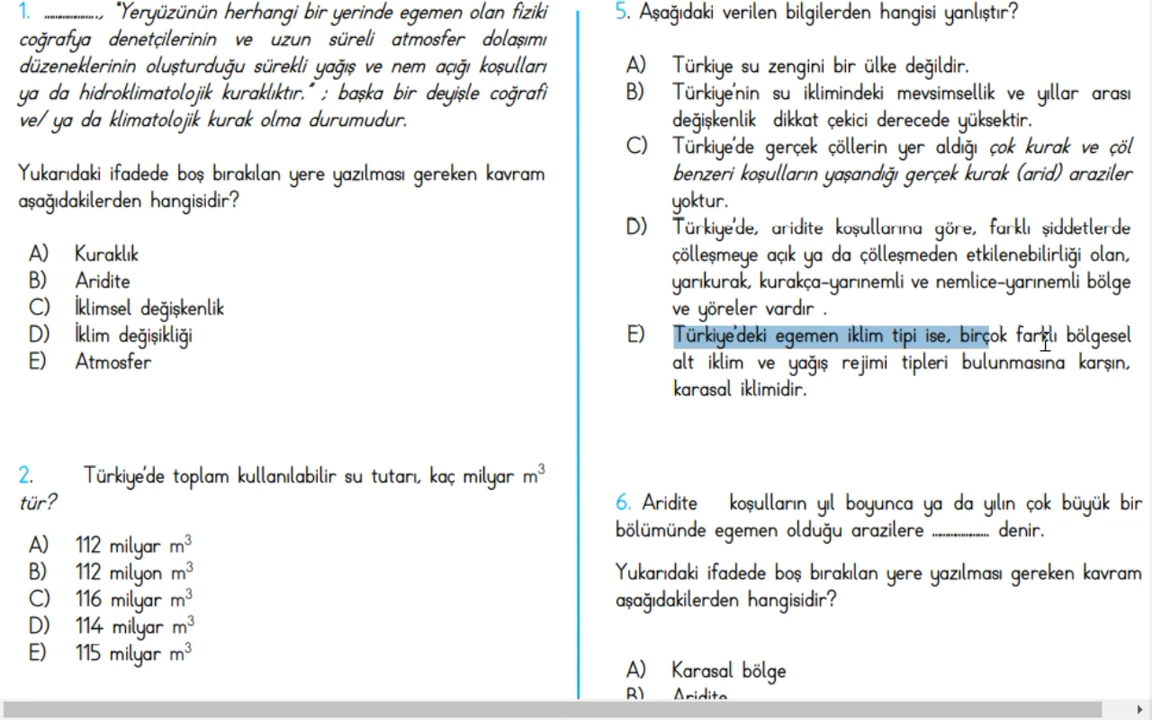 1. ................., "Yeryüzünün herhangi bir yerinde egemen olan fiziki
coğrafya denetçilerinin ve uzun süreli atmosfer dolaşımı
düzeneklerinin oluşturduğu sürekli yağış ve nem açığı koşulları
ya da hidroklimatolojik kuraklıktır." ; başka bir deyişle coğrafi
ve/ ya da klimatolojik kurak olma durumudur.
Yukarıdaki ifadede boş bırakılan yere yazılması gereken kavram
aşağıdakilerden hangisidir?
A) Kuraklık
B) Aridite
C) İklimsel değişkenlik
D) İklim değişikliği
E) Atmosfer
2. Türkiye'de toplam kullanılabilir su tutarı, kaç milyar m³
tür?
A) 112 milyar m³
B) 112 milyon m³
C) 116 milyar m³
D) 114 milyar m³
E) 115 milyar m³
5. Aşağıdaki verilen bilgilerden hangisi yanlıştır?
A) Türkiye su zengini bir ülke değildir.
B) Türkiye'nin su iklimindeki mevsimsellik ve yıllar arası
değişkenlik dikkat çekici derecede yüksektir.
C) Türkiye'de gerçek çöllerin yer aldığı çok kurak ve çöl
benzeri koşulların yaşandığı gerçek kurak (arid) araziler
yoktur.
D) Türkiye'de, aridite koşullarına göre, farklı şiddetlerde
çölleşmeye açık ya da çölleşmeden etkilenebilirliği olan,
yarıkurak, kurakça-yarınemli ve nemlice-yarınemli bölge
ve yöreler vardır .
E) Türkiye'deki egemen iklim tipi ise, birçok farklı bölgesel
alt iklim ve yağış rejimi tipleri bulunmasına karşın,
karasal iklimidir.
6. Aridite koşulların yıl boyunca ya da yılın çok büyük bir
bölümünde egemen olduğu arazilere ................. denir.
Yukarıdaki ifadede boş bırakılan yere yazılması gereken kavram
aşağıdakilerden hangisidir?
A) Karasal bölge
B) Aridite